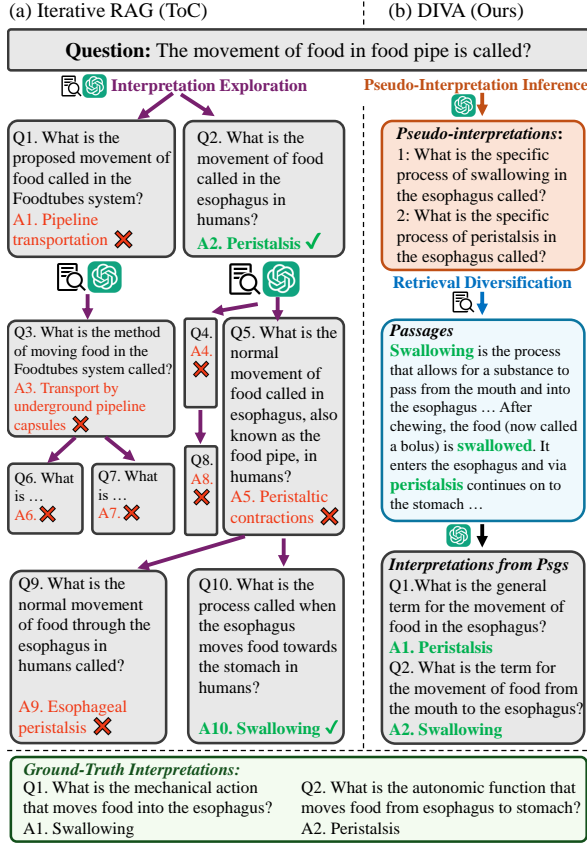 (a) Iterative RAG (ToC)
(b) DIVA (Ours)
Question: The movement of food in food pipe is called?
Interpretation Exploration
Q1. What is the
proposed movement of
food called in the
Foodtubes system?
A1. Pipeline
transportation
Q2. What is the
movement of food
called in the
esophagus in
humans?
A2. Peristalsis
Q3. What is the method
of moving food in the
Foodtubes system called?
A3. Transport by
underground pipeline
capsules
Q4.
A4.
Q5. What is the
normal
movement of
food called in
esophagus, also
known as the
food pipe, in
humans?
A5. Peristaltic
contractions
Q6. What
is …
A6.
Q7. What
is …
A7.
Q8.
A8.
Q9. What is the
normal movement
of food through the
esophagus in
humans called?
A9. Esophageal
peristalsis
Q10. What is the
process called when
the esophagus
moves food towards
the stomach in
humans?
A10. Swallowing
Pseudo-Interpretation Inference
Pseudo-interpretations:
1: What is the specific
process of swallowing
in the esophagus called?
2: What is the specific
process of peristalsis in
the esophagus called?
Retrieval Diversification
Passages
Swallowing is the process
that allows for a substance to
pass from the mouth and into
the esophagus … After
chewing, the food (now called
a bolus) is swallowed. It
enters the esophagus and via
peristalsis continues on to
the stomach …
Interpretations from Psgs
Q1.What is the general
term for the movement of
food in the esophagus?
A1. Peristalsis
Q2. What is the term for
the movement of food from
the mouth to the esophagus?
A2. Swallowing
Ground-Truth Interpretations:
Q1. What is the mechanical action
that moves food into the esophagus?
A1. Swallowing
Q2. What is the autonomic function that
moves food from esophagus to stomach?
A2. Peristalsis